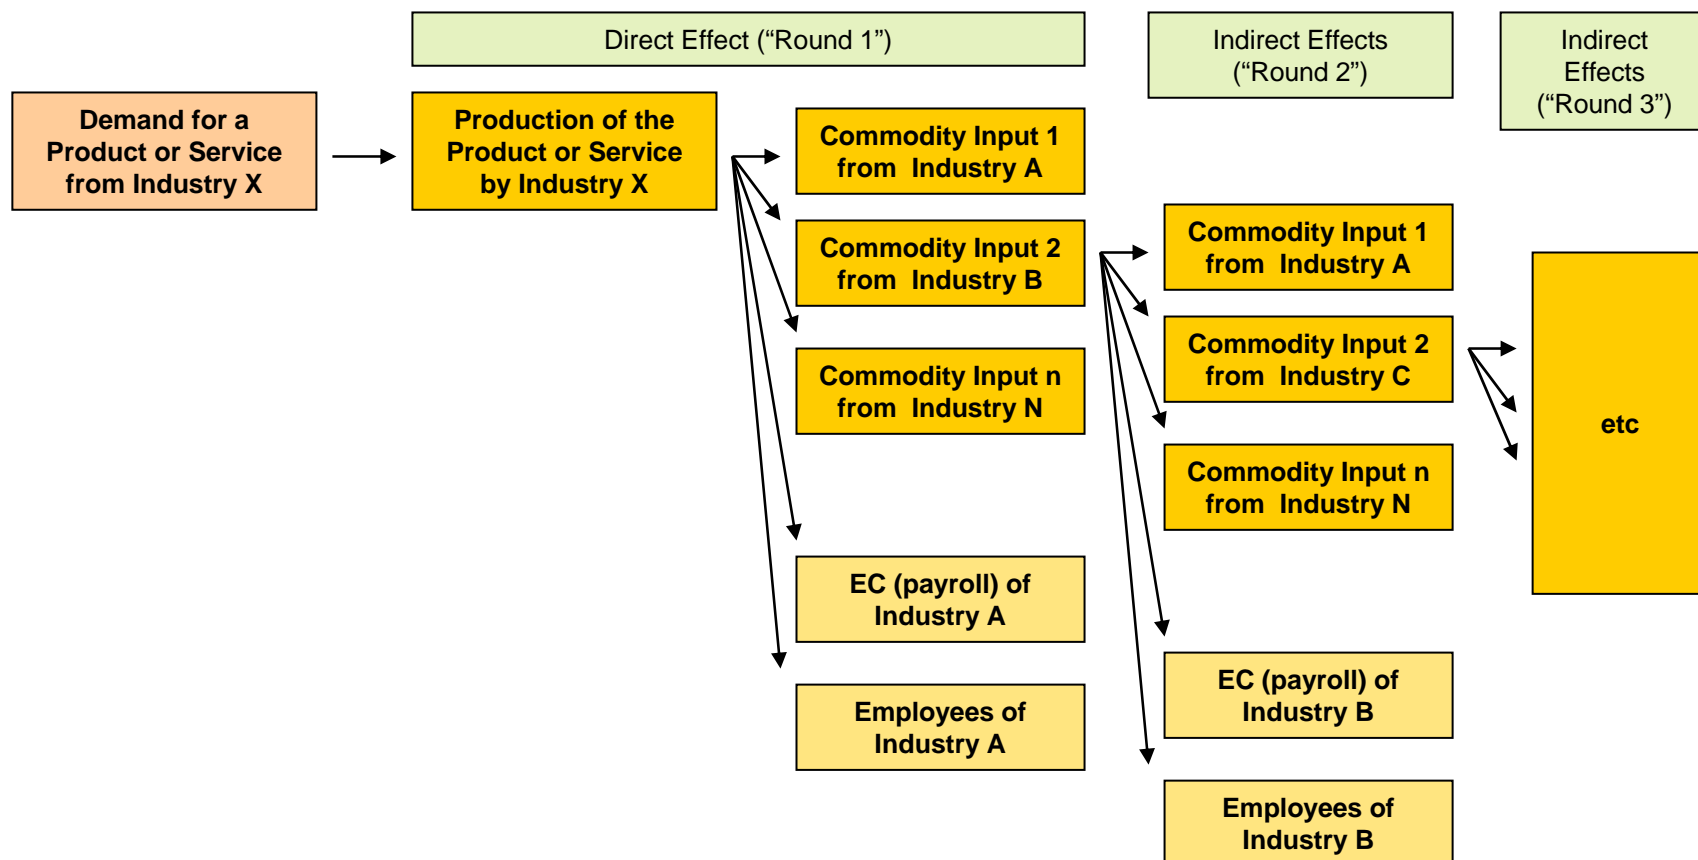 Direct Effect (“Round 1”)
Indirect Effects
(“Round 2”)
Indirect
Effects
(“Round 3”)
Demand for a
Product or Service
from Industry X
Production of the
Product or Service
by Industry X
Commodity Input 1
from  Industry A
Commodity Input 2
from  Industry B
Commodity Input n
from  Industry N
EC (payroll) of
Industry A
Employees of
Industry A
Commodity Input 1
from  Industry A
Commodity Input 2
from  Industry C
Commodity Input n
from  Industry N
EC (payroll) of
Industry B
Employees of
Industry B
etc